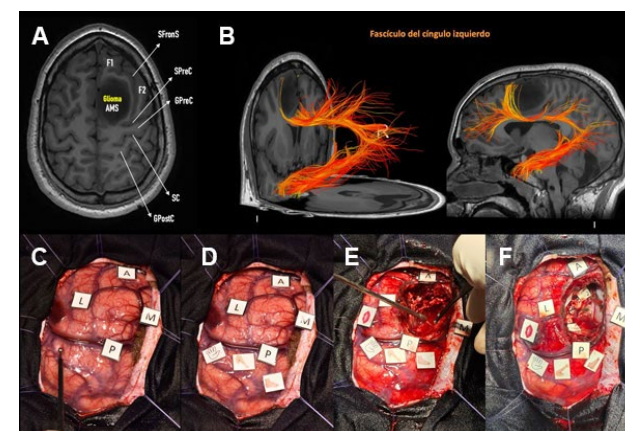 A
F1
SFronS
SPreC
F2
GPreC
Glioma
AMS
SC
GPostC
B
Fascículo del cíngulo izquierdo
I
I
C
A
L
M
P
D
A
L
M
P
E
A
L
P
F
A
L
M
P